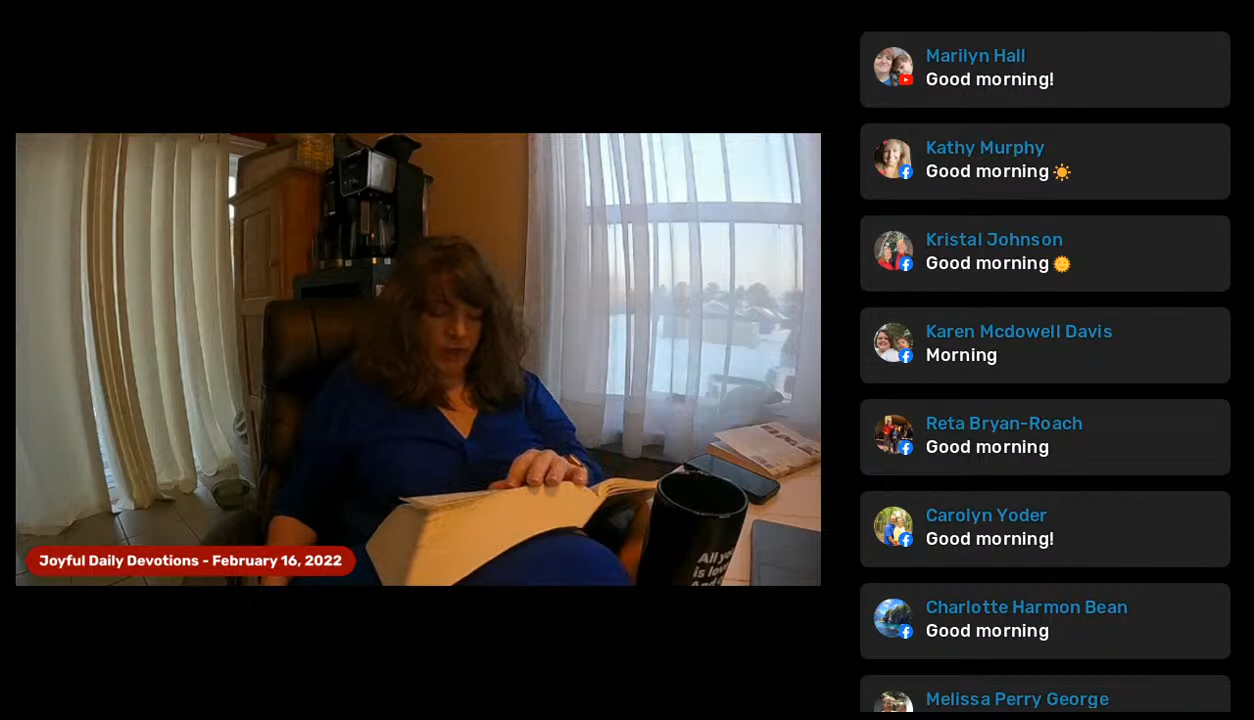 Marilyn Hall
Good morning!
Kathy Murphy
Good morning ☀️
Kristal Johnson
Good morning 🌞
Karen Mcdowell Davis
Morning
Reta Bryan-Roach
Good morning
Carolyn Yoder
Good morning!
Charlotte Harmon Bean
Good morning
Melissa Perry George
All
is
Joyful Daily Devotions - February 16, 2022